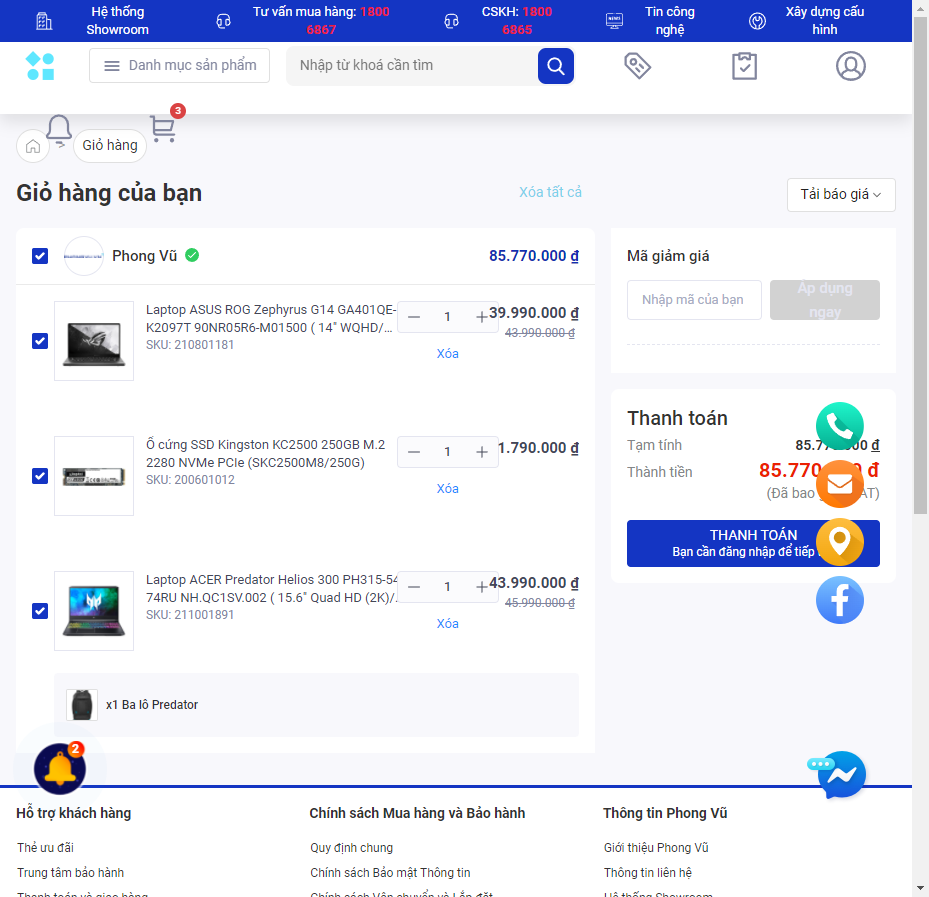 Hệ thống
Showroom
Tư vấn mua hàng: 1800
6867
CSKH: 1800
6865
NEWS
Tin công
nghệ
Xây dựng cấu
hình
Danh mục sản phẩm
Nhập từ khoá cần tìm
3
Giỏ hàng
Giỏ hàng của bạn
Xóa tất cả
Tải báo giá
Phong Vũ
85.770.000 ₫
Laptop ASUS ROG Zephyrus G14 GA401QE-
K2097T 90NR05R6-M01500 ( 14" WQHD/...
SKU: 210801181
1
39.990.000 ₫
43.990.000 ₫
Xóa
Ổ cứng SSD Kingston KC2500 250GB M.2
2280 NVMe PCIe (SKC2500M8/250G)
SKU: 200601012
1
1.790.000 ₫
Xóa
Laptop ACER Predator Helios 300 PH315-54
74RU NH.QC1SV.002 ( 15.6" Quad HD (2K)/.
SKU: 211001891
1
43.990.000 ₫
45.990.000 ₫
Xóa
x1 Ba lô Predator
Mã giảm giá
Nhập mã của bạn
Áp dụng
ngay
Thanh toán
Tạm tính
85.77 00 ₫
Thành tiền
85.770 ₫
(Đã bao AT)
THANH TOÁN
Bạn cần đăng nhập để tiếp
2
Hỗ trợ khách hàng
Chính sách Mua hàng và Bảo hành
Thông tin Phong Vũ
Thẻ ưu đãi
Quy định chung
Giới thiệu Phong Vũ
Trung tâm bảo hành
Chính sách Bảo mật Thông tin
Thông tin liên hệ
Thanh toán và giao hàng
Chính sách Vận chuyển và Lắp đặt
Hệ thống Showroom